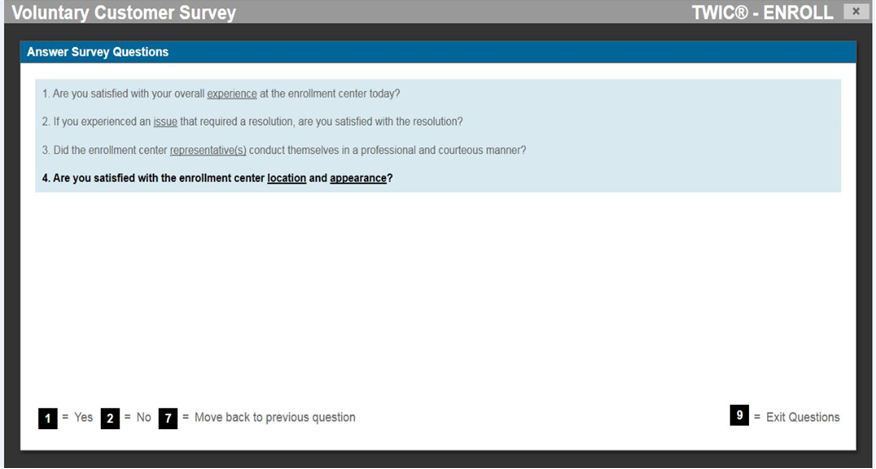 Voluntary Customer Survey TWIC® - ENROLL ×
Answer Survey Questions
1. Are you satisfied with your overall experience at the enrollment center today?
2. If you experienced an issue that required a resolution, are you satisfied with the resolution?
3. Did the enrollment center representative(s) conduct themselves in a professional and courteous manner?
4. Are you satisfied with the enrollment center location and appearance?
1 = Yes 2 = No 7 = Move back to previous question 9 = Exit Questions